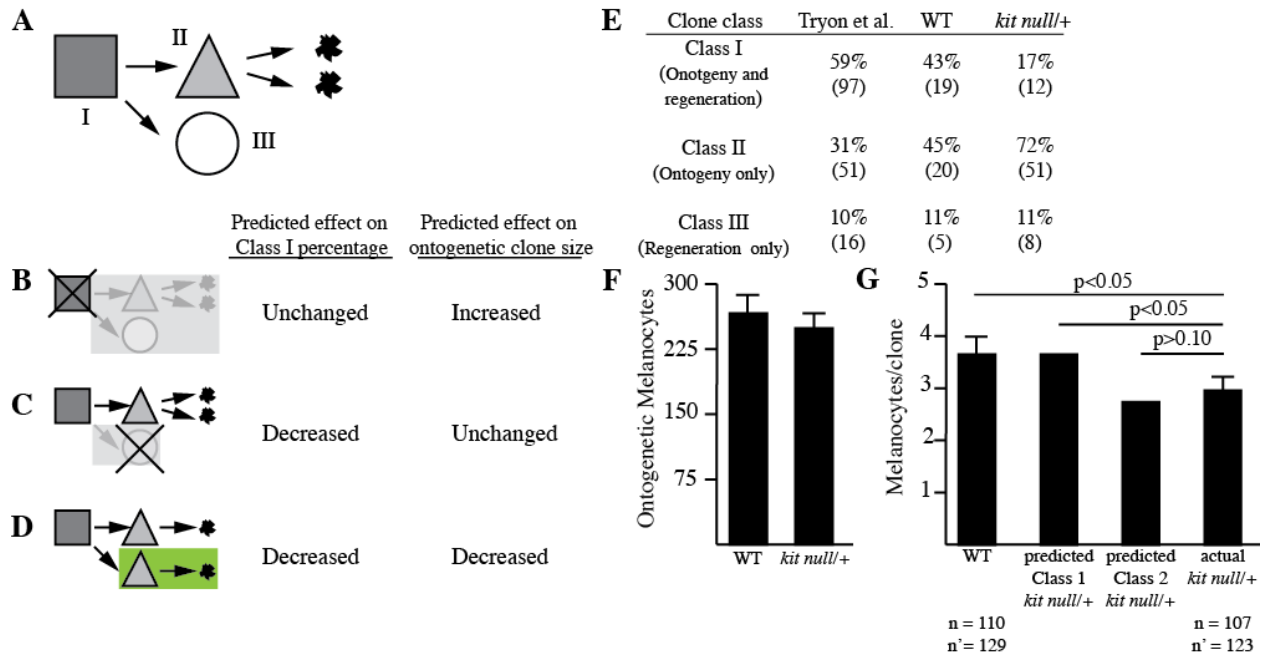 A
I
II
III
Predicted effect on
Class I percentage
Predicted effect on
ontogenetic clone size
B
Unchanged
Increased
C
Decreased
Unchanged
D
Decreased
Decreased
E
Clone class
Tryon et al.
WT
kit null/+
Class I
(Onotgeny and
regeneration)
59%
(97)
43%
(19)
17%
(12)
Class II
(Ontogeny only)
31%
(51)
45%
(20)
72%
(51)
Class III
(Regeneration only)
10%
(16)
11%
(5)
11%
(8)
F
Ontogenetic Melanocytes
300
225
150
75
WT
kit null/+
G
Melanocytes/clone
5
4
3
2
1
p<0.05
p<0.05
p>0.10
WT
predicted
Class 1
kit null/+
predicted
Class 2
kit null/+
actual
kit null/+
n = 110
n' = 129
n = 107
n' = 123